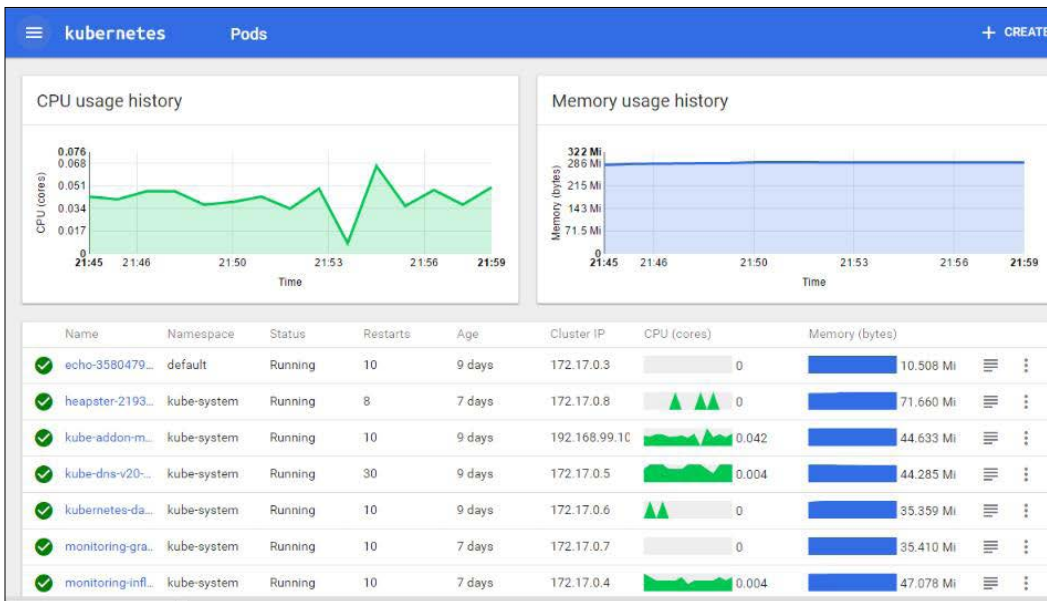 kubernetes Pods + CREATE
CPU usage history
0.076
0.068
0.051
0.034
0.017
0
CPU (cores)
21:45 21:46 21:50 21:53 21:56 21:59
Time
Memory usage history
322 Mi
286 Mi
215 Mi
143 Mi
71.5 Mi
0
Memory (bytes)
21:45 21:46 21:50 21:53 21:56 21:59
Time
Name Namespace Status Restarts Age Cluster IP CPU (cores) Memory (bytes)
echo-3580479... default Running 10 9 days 172.17.0.3 0 10.508 Mi
heapster-2193... kube-system Running 8 7 days 172.17.0.8 0 71.660 Mi
kube-addon-m... kube-system Running 10 9 days 192.168.99.10 0.042 44.633 Mi
kube-dns-v20-... kube-system Running 30 9 days 172.17.0.5 0.004 44.285 Mi
kubernetes-da... kube-system Running 10 9 days 172.17.0.6 0 35.359 Mi
monitoring-gra... kube-system Running 10 7 days 172.17.0.7 0 35.410 Mi
monitoring-infl... kube-system Running 10 7 days 172.17.0.4 0.004 47.078 Mi